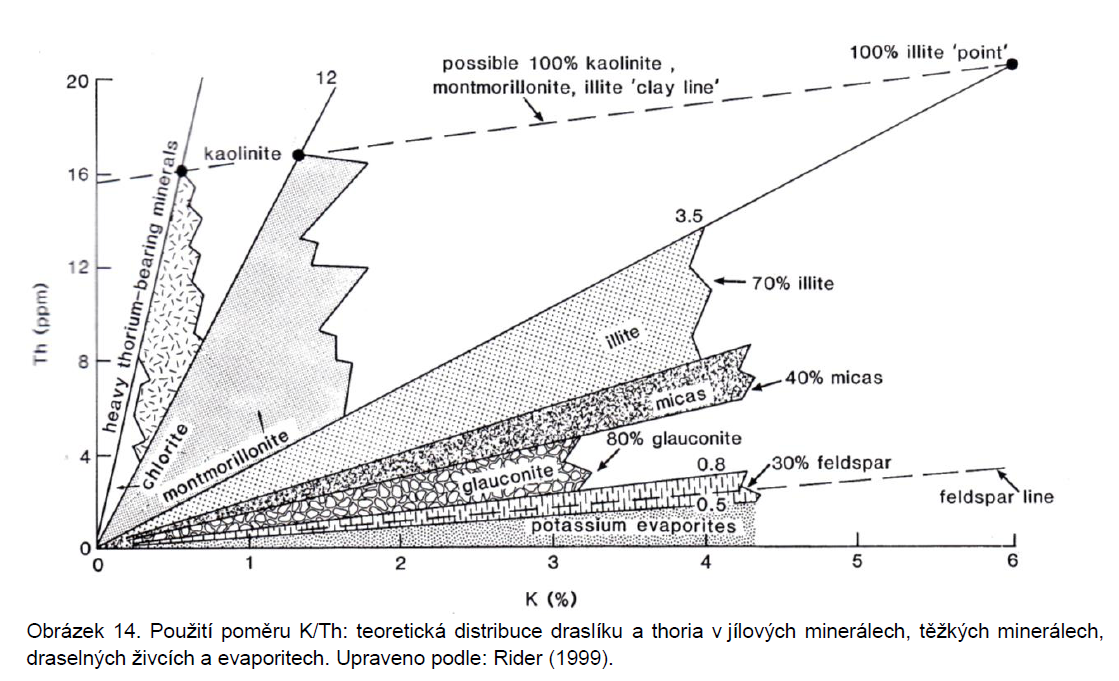 100% illite 'point'
possible 100% kaolinite ,
montmorillonite, illite 'clay line'
12
20
kaolinite
16
heavy thorium-bearing minerals
3.5
12
70% illite
Th (ppm)
illite
8
40% micas
micas
chlorite
montmorillonite
80% glauconite
4
glauconite
0.8
30% feldspar
0.5
feldspar line
potassium evaporites
0
0
1
2
3
4
5
6
K (%)
Obrázek 14. Použití poměru K/Th: teoretická distribuce draslíku a thoria v jílových minerálech, těžkých minerálech,
draselných živcích a evaporitech. Upraveno podle: Rider (1999).